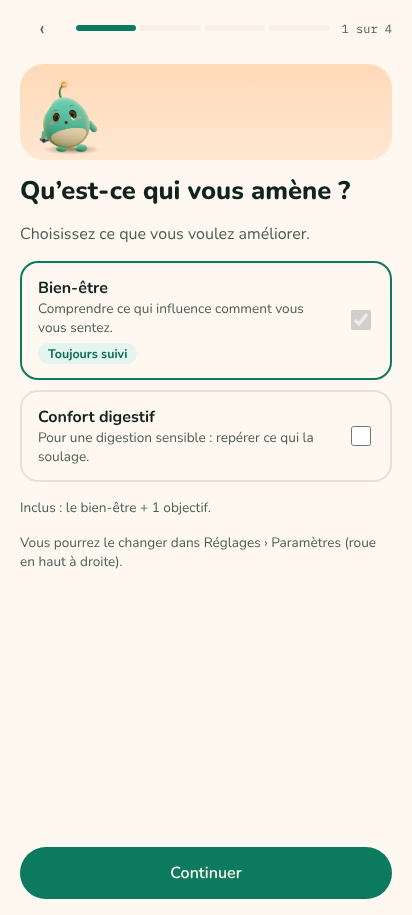 ‹
1 sur 4
Qu’est-ce qui vous amène ?
Choisissez ce que vous voulez améliorer.
Bien-être
Comprendre ce qui influence comment vous
vous sentez.
Toujours suivi
Confort digestif
Pour une digestion sensible : repérer ce qui la
soulage.
Inclus : le bien-être + 1 objectif.
Vous pourrez le changer dans Réglages › Paramètres (roue
en haut à droite).
Continuer